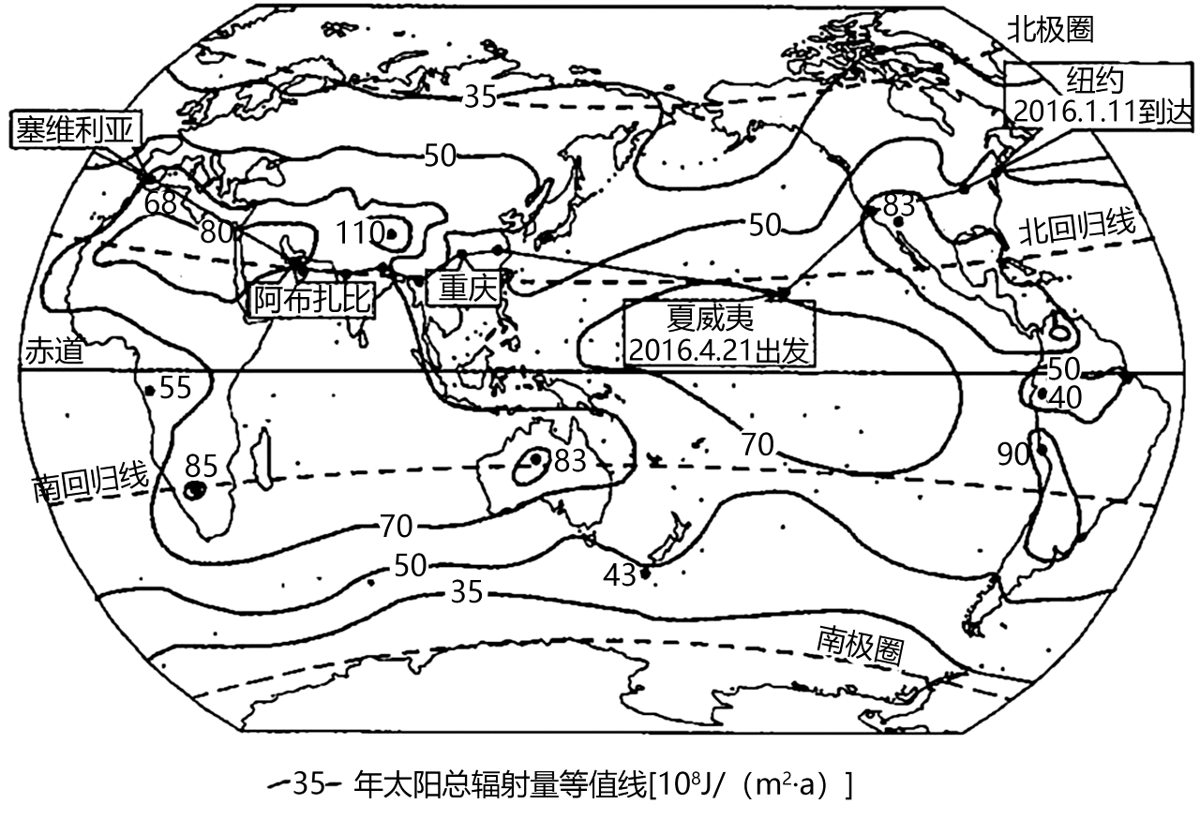 北极圈
纽约
2016.1.11到达
35
塞维利亚
50
68
83
80
110
50
北回归线
阿布扎比
重庆
夏威夷
2016.4.21出发
赤道
50
55
40
70
90
85
83
南回归线
70
50
43
35
南极圈
35 年太阳总辐射量等值线[10⁸J/（m²·a）]